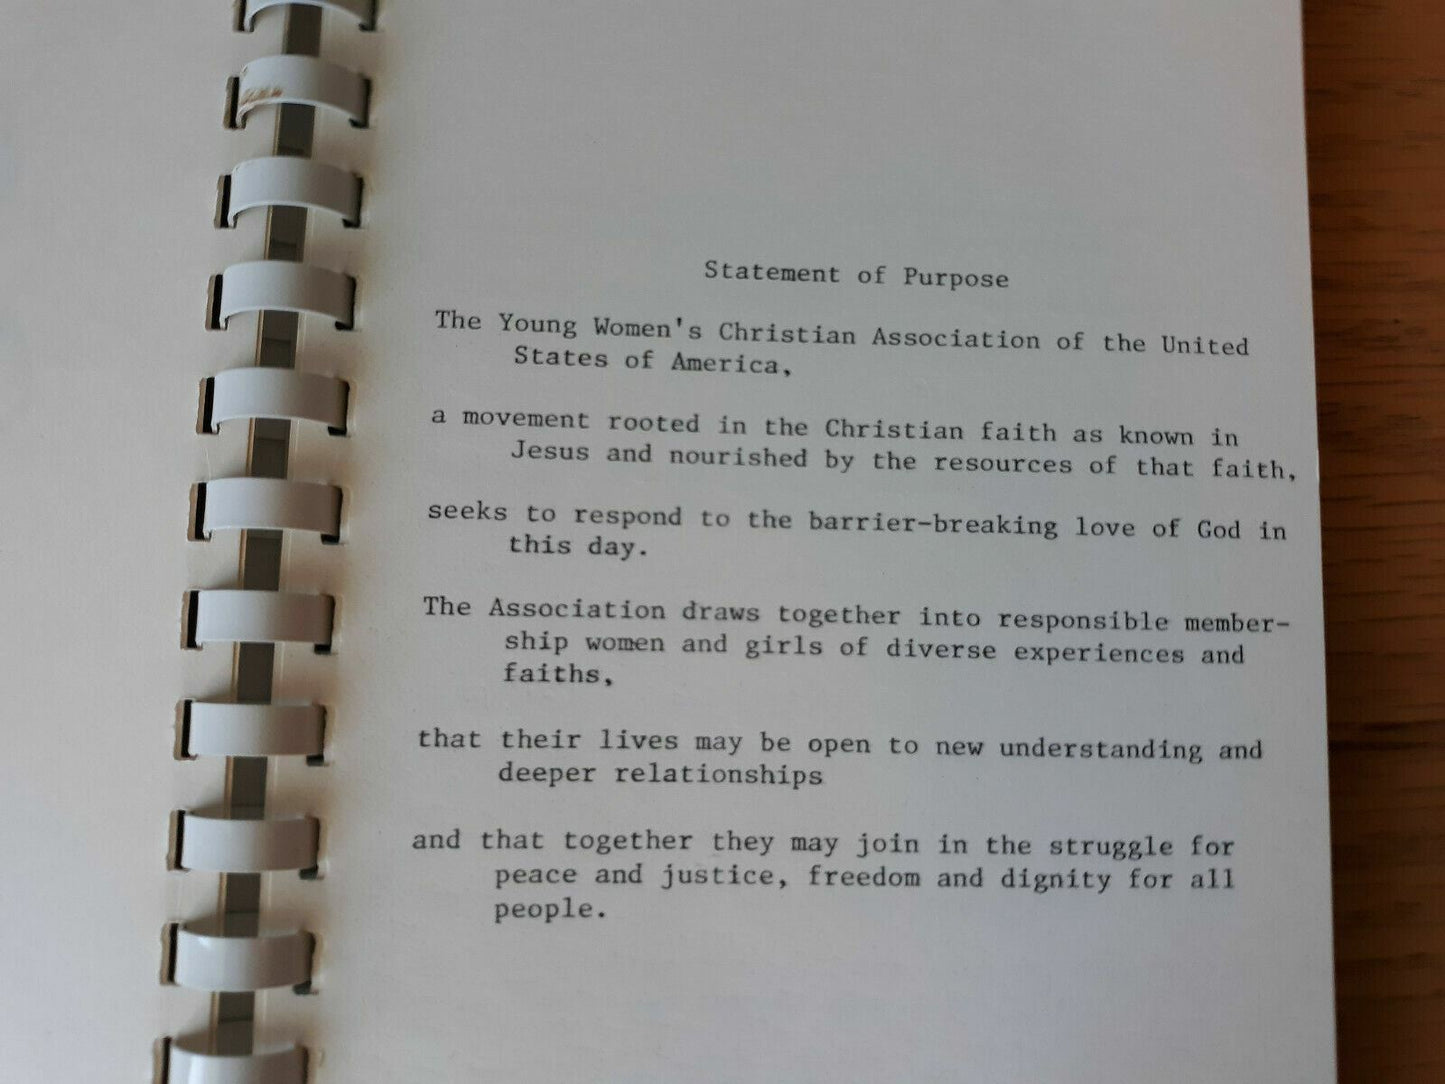 Statement of Purpose
The Young Women's Christian Association of the United
States of America,
a movement rooted in the Christian faith as known in
Jesus and nourished by the resources of that faith,
seeks to respond to the barrier-breaking love of God in
this day.
The Association draws together into responsible member-
ship women and girls of diverse experiences and
faiths,
that their lives may be open to new understanding and
deeper relationships
and that together they may join in the struggle for
peace and justice, freedom and dignity for all
people.